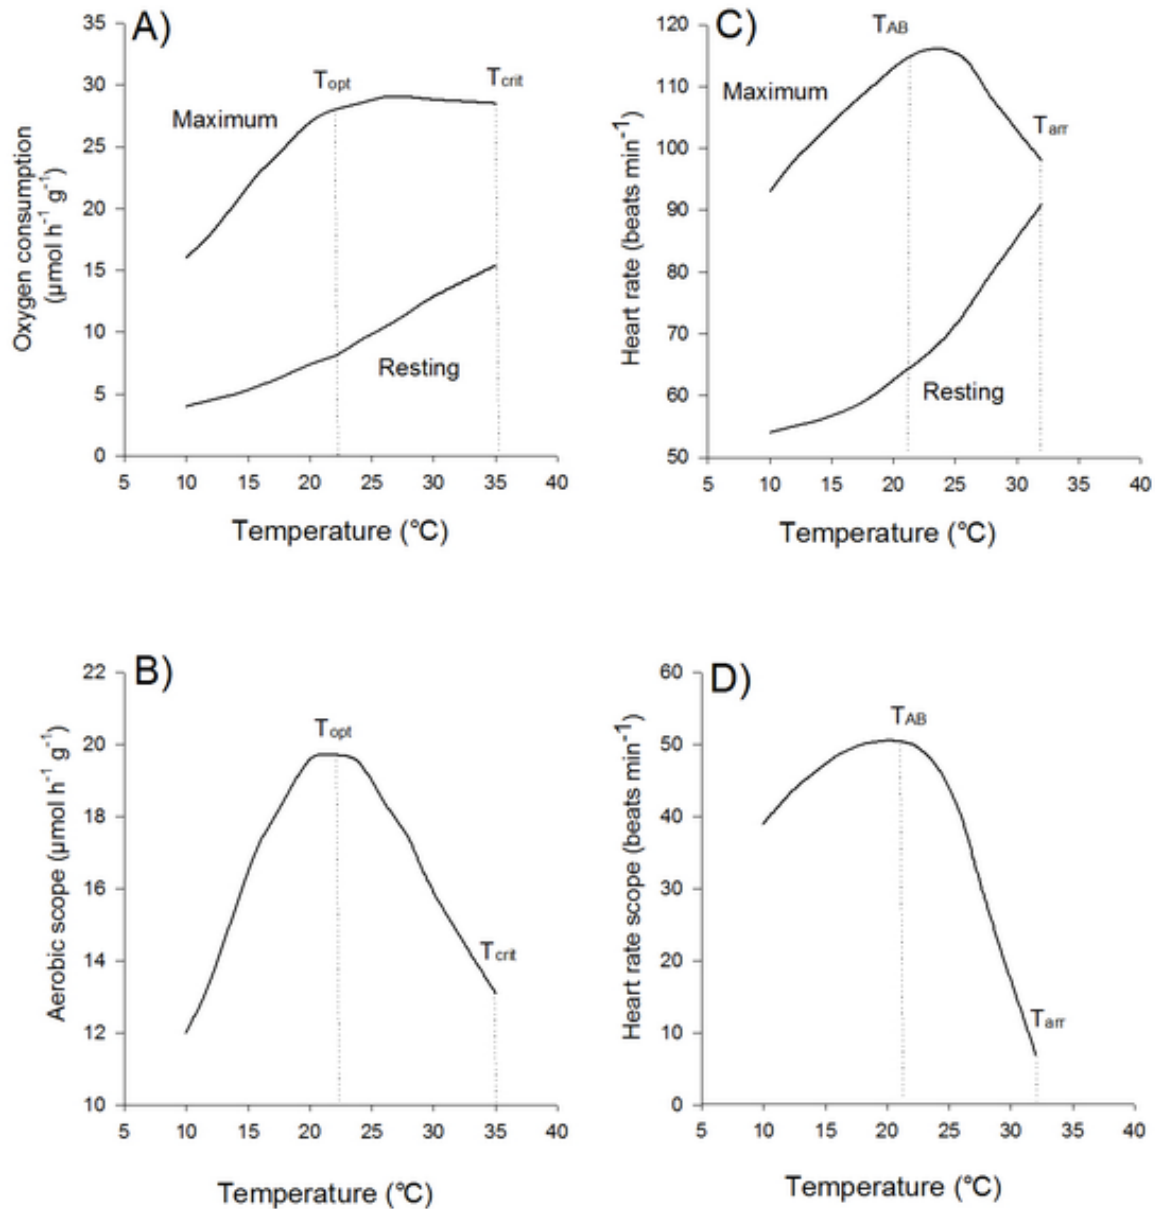 A)
35
30
25
20
15
10
5
0
Oxygen consumption
(µmol h⁻¹ g⁻¹)
Topt
Tcrit
Maximum
Resting
5 10 15 20 25 30 35 40
Temperature (°C)
C)
120
110
100
90
80
70
60
50
Heart rate (beats min⁻¹)
TAB
Maximum
Tarr
Resting
5 10 15 20 25 30 35 40
Temperature (°C)
B)
22
20
18
16
14
12
10
Aerobic scope (µmol h⁻¹ g⁻¹)
Topt
Tcrit
5 10 15 20 25 30 35 40
Temperature (°C)
D)
60
50
40
30
20
10
0
Heart rate scope (beats min⁻¹)
TAB
Tarr
5 10 15 20 25 30 35 40
Temperature (°C)